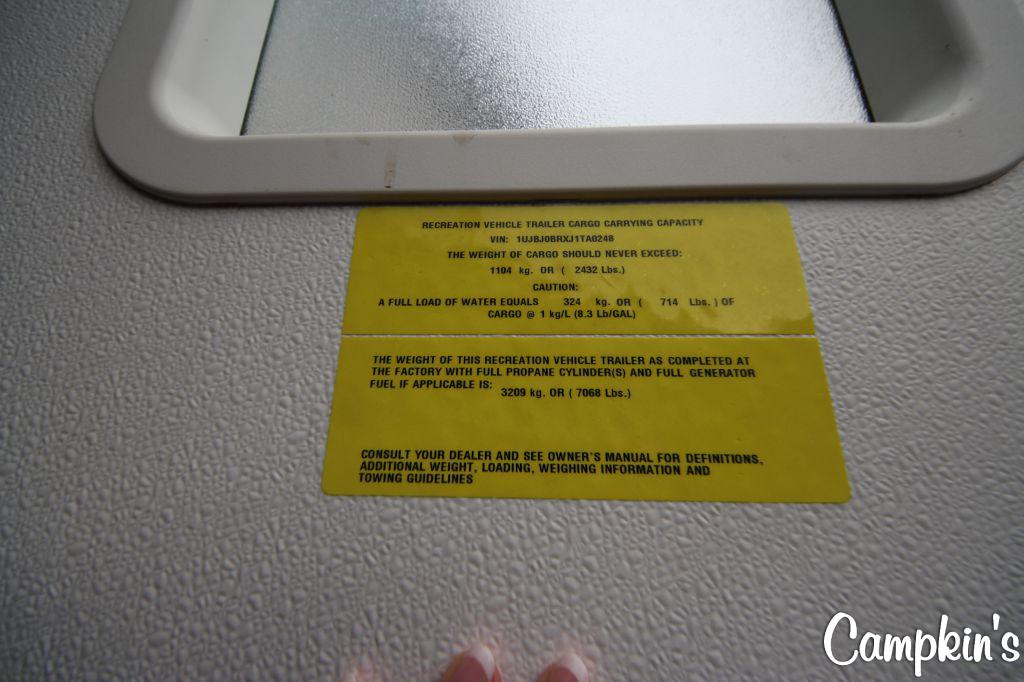 RECREATION VEHICLE TRAILER CARGO CARRYING CAPACITY
VIN: 1UJBJ0BRXJ1TA0248
THE WEIGHT OF CARGO SHOULD NEVER EXCEED:
1104 kg. OR ( 2432 Lbs.)
CAUTION:
A FULL LOAD OF WATER EQUALS 324 kg. OR ( 714 Lbs. ) OF
CARGO @ 1 kg/L (8.3 Lb/GAL)
THE WEIGHT OF THIS RECREATION VEHICLE TRAILER AS COMPLETED AT
THE FACTORY WITH FULL PROPANE CYLINDER(S) AND FULL GENERATOR
FUEL IF APPLICABLE IS:
3209 kg. OR ( 7068 Lbs.)
CONSULT YOUR DEALER AND SEE OWNER'S MANUAL FOR DEFINITIONS,
ADDITIONAL WEIGHT, LOADING, WEIGHING INFORMATION AND
TOWING GUIDELINES
Campkin's